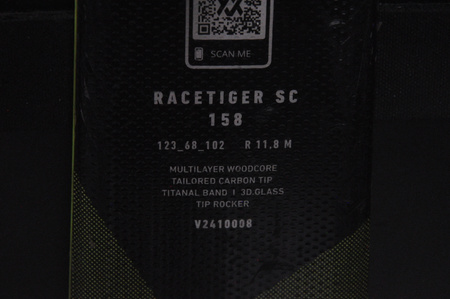 SCAN ME
RACETIGER SC
158
123_68_102 R 11,8 M
MULTILAYER WOODCORE
TAILORED CARBON TIP
TITANAL BAND I 3D.GLASS
TIP ROCKER
V2410008